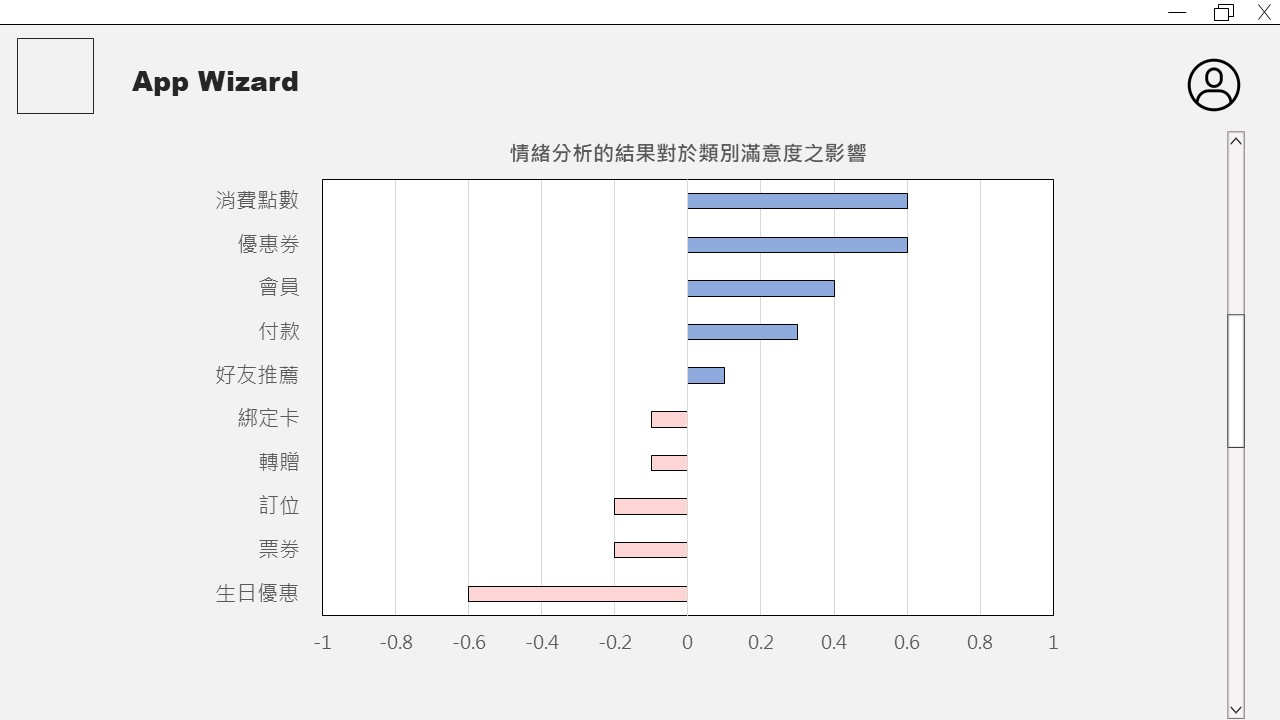 App Wizard
情緒分析的結果對於類別滿意度之影響
消費點數
優惠券
會員
付款
好友推薦
綁定卡
轉贈
訂位
票券
生日優惠
-1 -0.8 -0.6 -0.4 -0.2 0 0.2 0.4 0.6 0.8 1